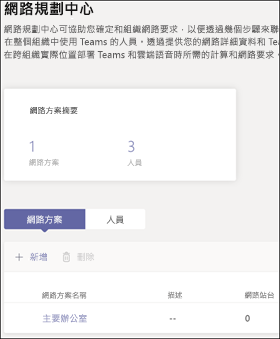 網路規劃中心
網路規劃中心可協助您確定和組織網路要求，以便透過幾個步驟來聯
在整個組織中使用 Teams 的人員。透過提供您的網路詳細資料和 Tea
在跨組織實際位置部署 Teams 和雲端語音時所需的計算和網路要求。
網路方案摘要
1 3
網路方案 人員
網路方案 人員
+ 新增 刪除
網路方案名稱 描述 網路站台
主要辦公室 -- 0